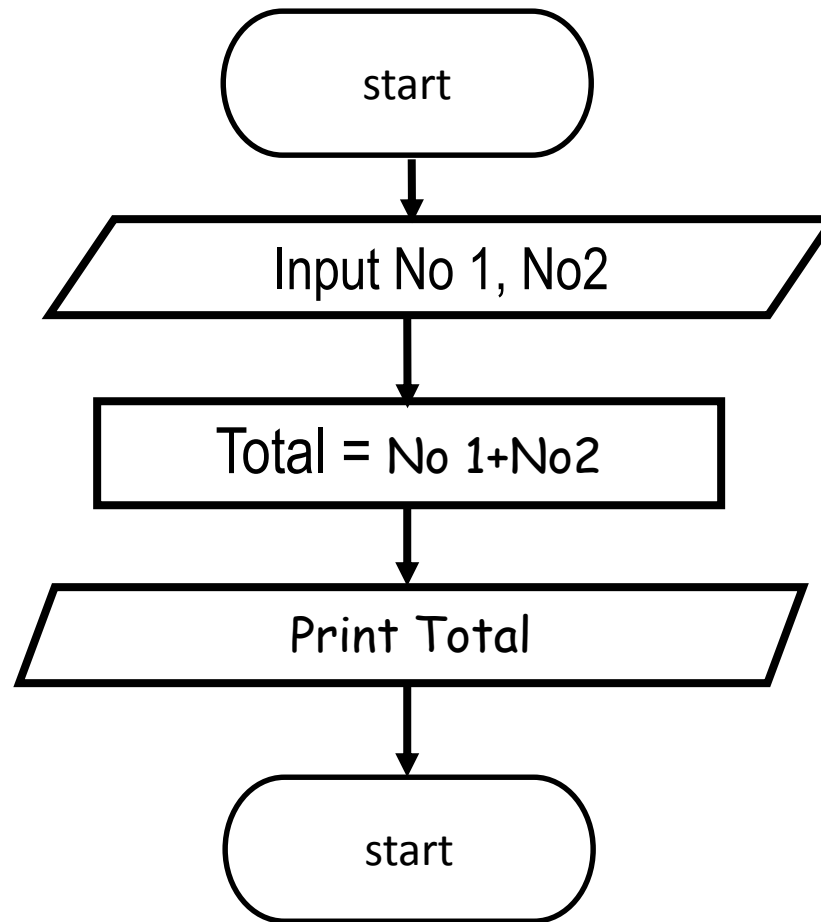 start
Input No 1, No2
Total = No 1+No2
Print Total
start